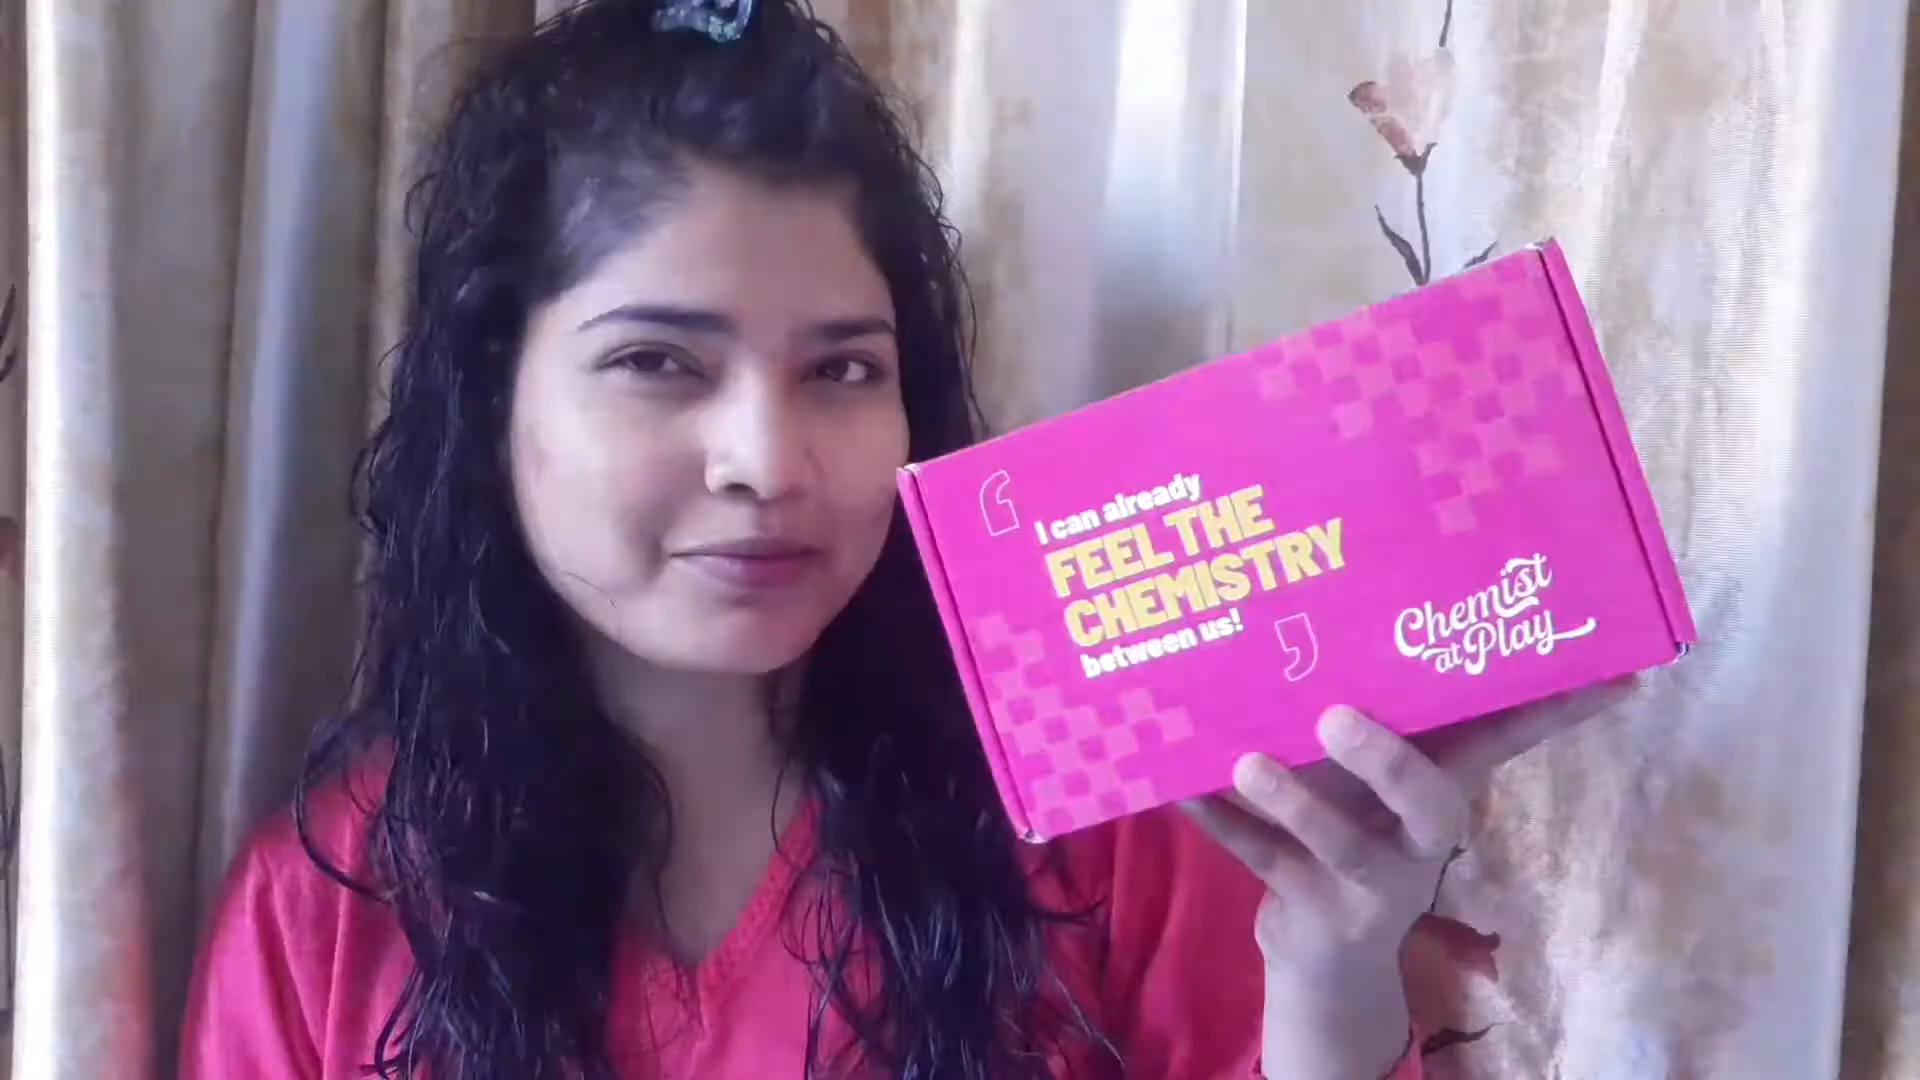 ‘
I can already
FEEL THE
CHEMISTRY
between us!
’
Chemist
at Play